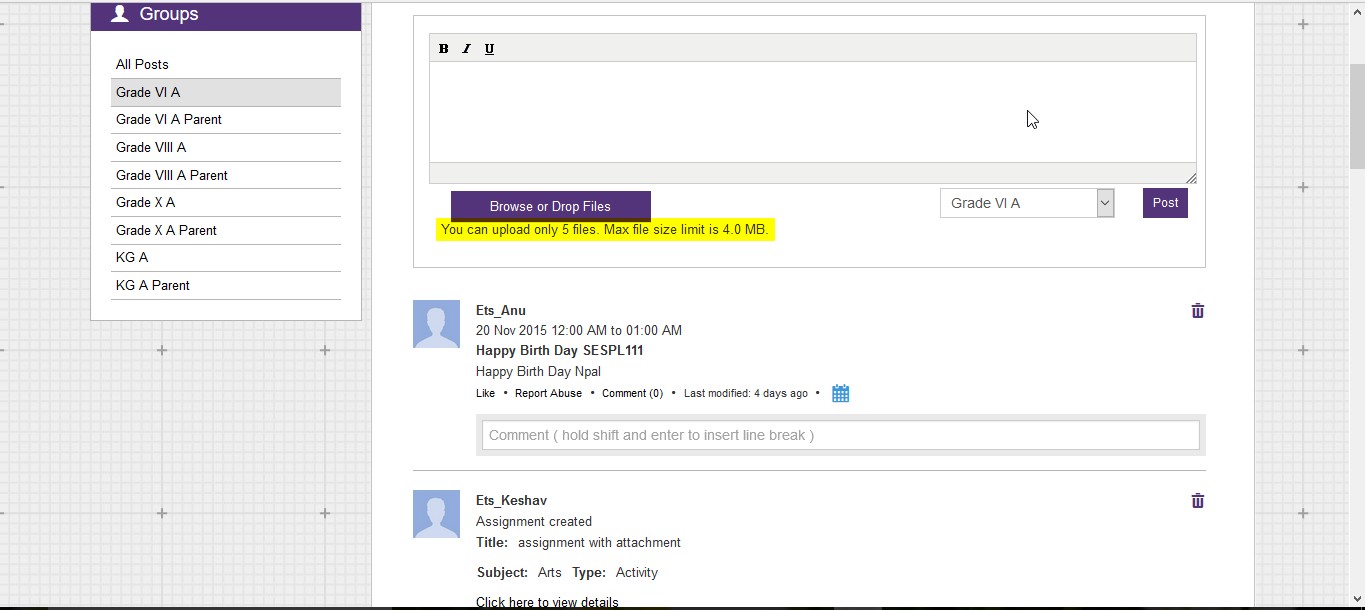 Groups
All Posts
Grade VI A
Grade VI A Parent
Grade VIII A
Grade VIII A Parent
Grade X A
Grade X A Parent
KG A
KG A Parent
B I U
Browse or Drop Files
Grade VI A
Post
You can upload only 5 files. Max file size limit is 4.0 MB.
Ets_Anu
20 Nov 2015 12:00 AM to 01:00 AM
Happy Birth Day SESPL111
Happy Birth Day Npal
Like • Report Abuse • Comment (0) • Last modified: 4 days ago •
Comment ( hold shift and enter to insert line break )
Ets_Keshav
Assignment created
Title: assignment with attachment
Subject: Arts Type: Activity
Click here to view details